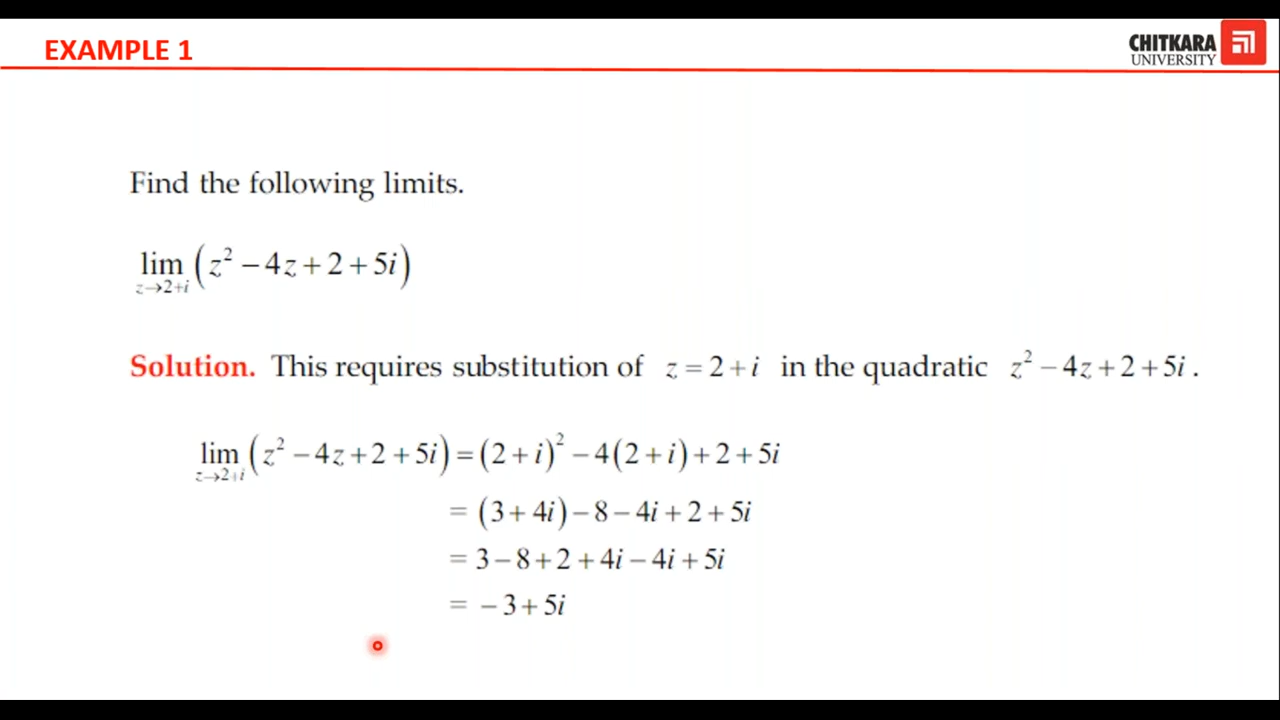 EXAMPLE 1
CHITKARA
UNIVERSITY
Find the following limits.
lim (z² − 4z + 2 + 5i)
z→2+i
Solution. This requires substitution of z = 2 + i in the quadratic z² − 4z + 2 + 5i .
lim (z² − 4z + 2 + 5i) = (2 + i)² − 4(2 + i) + 2 + 5i
z→2+i
= (3 + 4i) − 8 − 4i + 2 + 5i
= 3 − 8 + 2 + 4i − 4i + 5i
= − 3 + 5i